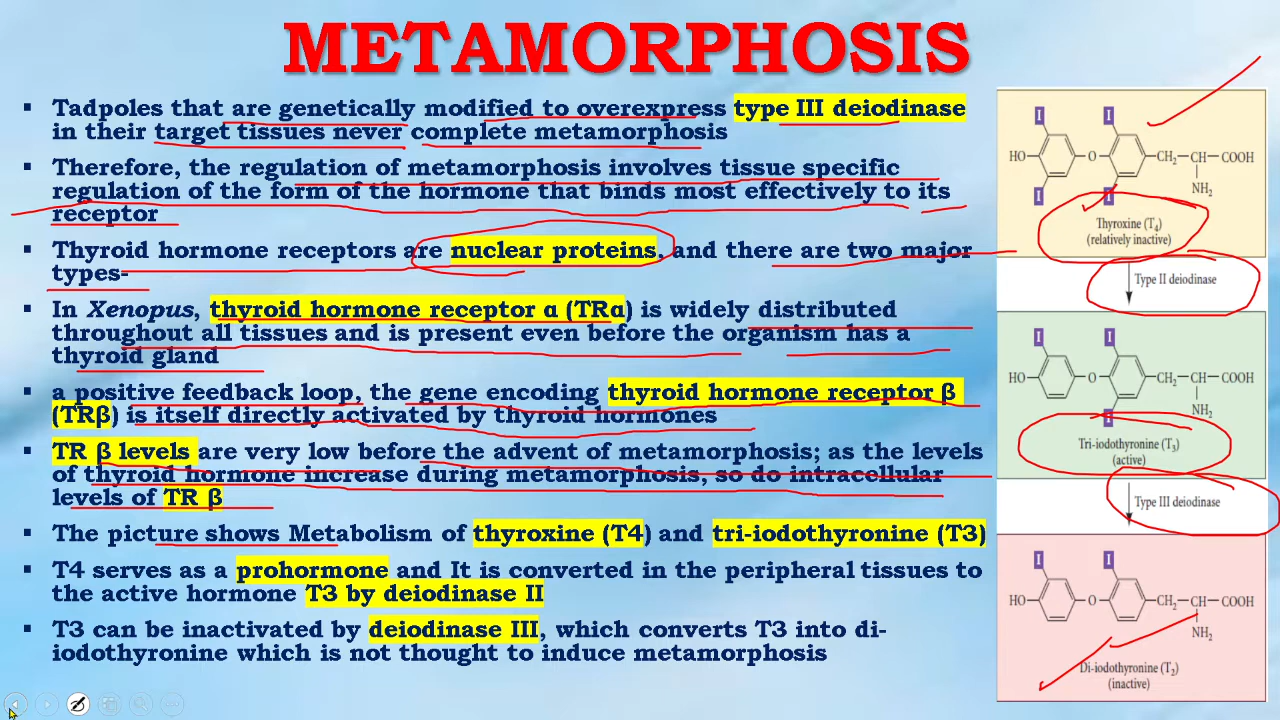 METAMORPHOSIS
▪ Tadpoles that are genetically modified to overexpress type III deiodinase
in their target tissues never complete metamorphosis
▪ Therefore, the regulation of metamorphosis involves tissue specific
regulation of the form of the hormone that binds most effectively to its
receptor
▪ Thyroid hormone receptors are nuclear proteins, and there are two major
types-
▪ In Xenopus, thyroid hormone receptor α (TRα) is widely distributed
throughout all tissues and is present even before the organism has a
thyroid gland
▪ a positive feedback loop, the gene encoding thyroid hormone receptor β
(TRβ) is itself directly activated by thyroid hormones
▪ TR β levels are very low before the advent of metamorphosis; as the levels
of thyroid hormone increase during metamorphosis, so do intracellular
levels of TR β
▪ The picture shows Metabolism of thyroxine (T4) and tri-iodothyronine (T3)
▪ T4 serves as a prohormone and It is converted in the peripheral tissues to
the active hormone T3 by deiodinase II
▪ T3 can be inactivated by deiodinase III, which converts T3 into di-
iodothyronine which is not thought to induce metamorphosis
I I
HO O CH₂ CH COOH
I I
NH₂
Thyroxine (T₄)
(relatively inactive)
Type II deiodinase
I I
HO O CH₂ CH COOH
I
NH₂
Tri-iodothyronine (T₃)
(active)
Type III deiodinase
I I
HO O CH₂ CH COOH
NH₂
Di-iodothyronine (T₂)
(inactive)